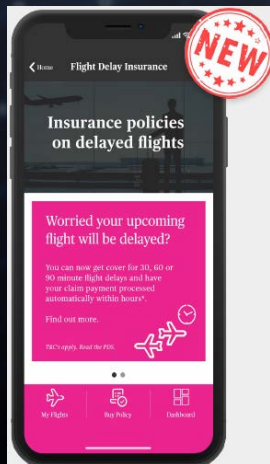 NEW
Home Flight Delay Insurance
Insurance policies
on delayed flights
Worried your upcoming
flight will be delayed?
You can now get cover for 30, 60 or
90 minute flight delays and have
your claim payment processed
automatically within hours*.
Find out more.
T&C's apply. Read the PDS.
My Flights Buy Policy Dashboard